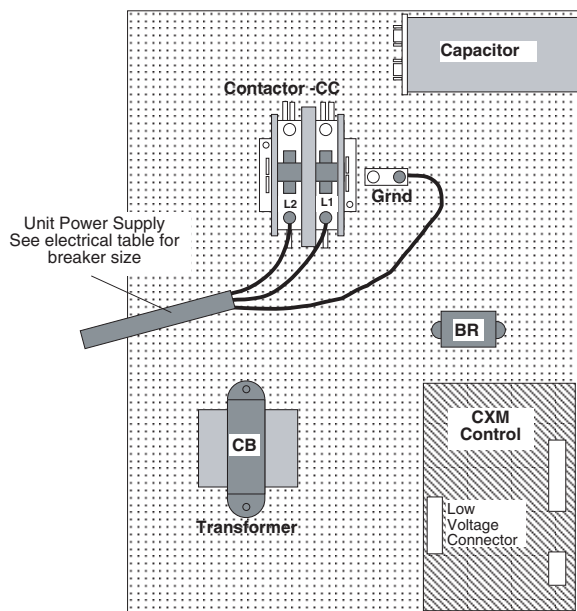 Capacitor
Contactor -CC
L2
L1
Grnd
Unit Power Supply
See electrical table for
breaker size
BR
CXM
Control
CB
Low
Voltage
Connector
Transformer